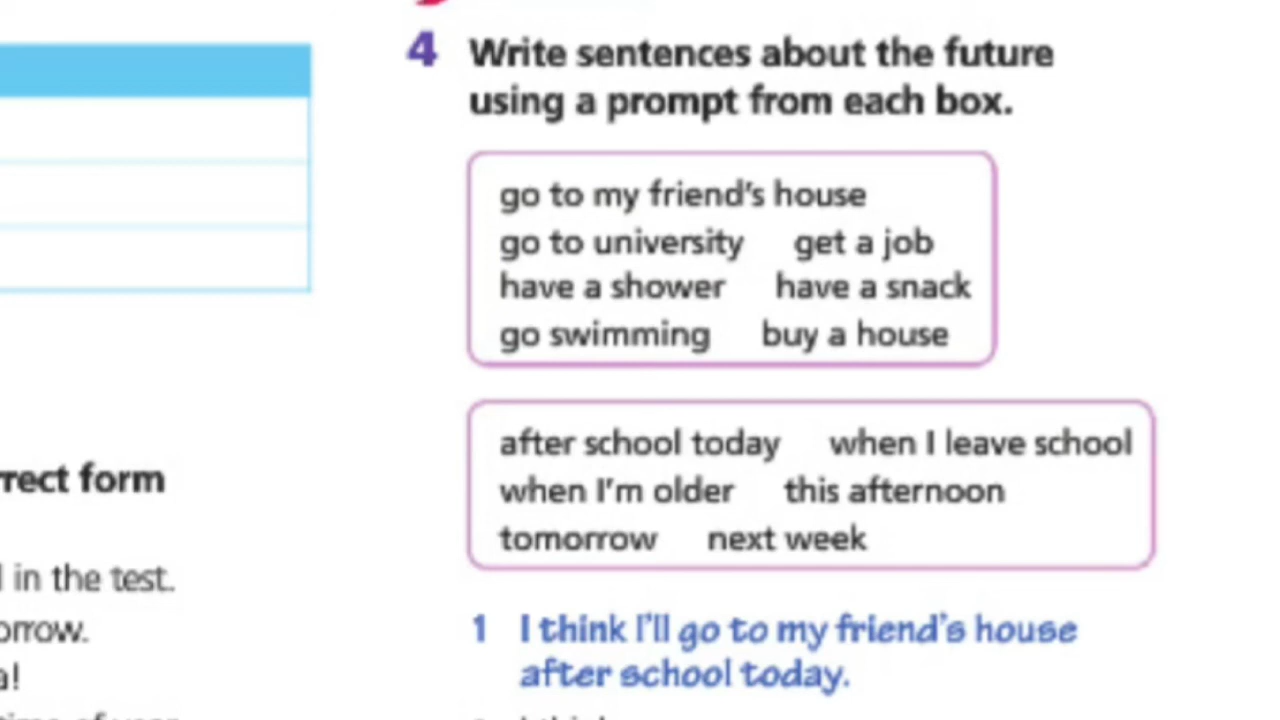 4 Write sentences about the future
using a prompt from each box.
go to my friend's house
go to university get a job
have a shower have a snack
go swimming buy a house
after school today when I leave school
when I'm older this afternoon
tomorrow next week
1 I think I'll go to my friend's house
after school today.
form
in the test.